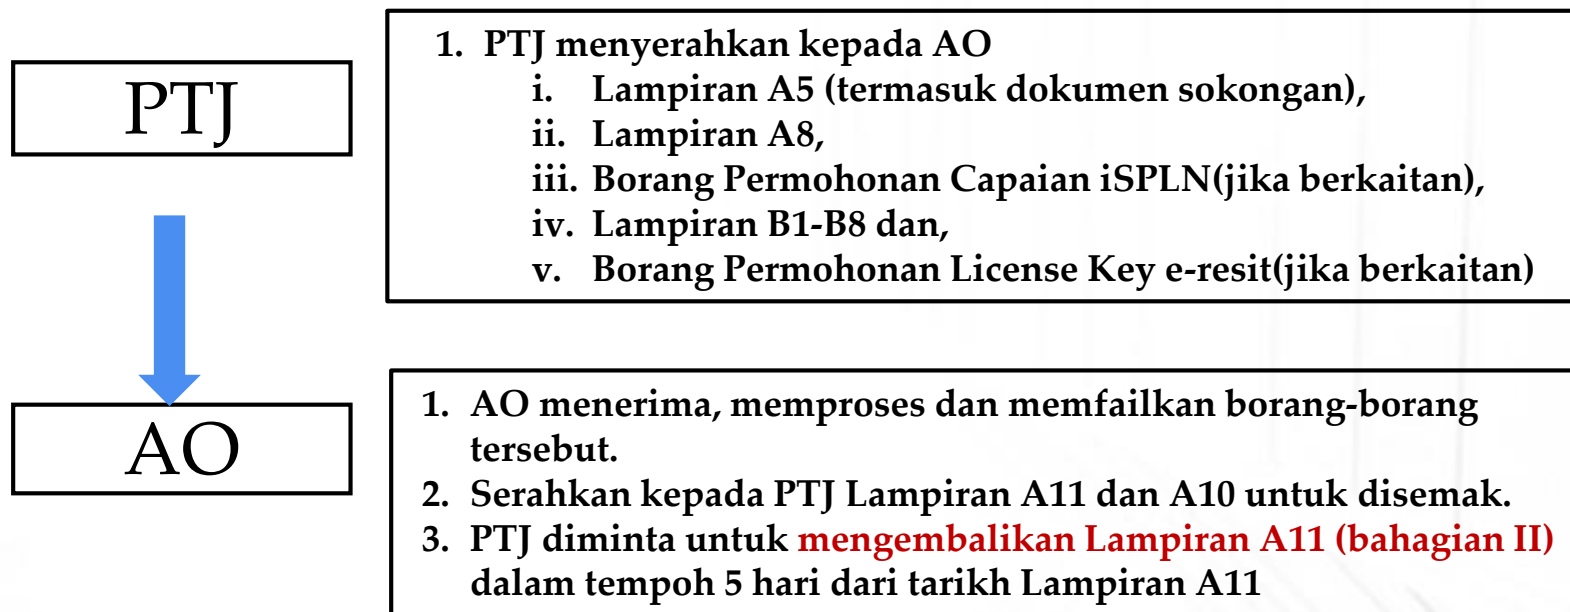 PTJ
1. PTJ menyerahkan kepada AO
i. Lampiran A5 (termasuk dokumen sokongan),
ii. Lampiran A8,
iii. Borang Permohonan Capaian iSPLN(jika berkaitan),
iv. Lampiran B1-B8 dan,
v. Borang Permohonan License Key e-resit(jika berkaitan)
AO
1. AO menerima, memproses dan memfailkan borang-borang
tersebut.
2. Serahkan kepada PTJ Lampiran A11 dan A10 untuk disemak.
3. PTJ diminta untuk mengembalikan Lampiran A11 (bahagian II)
dalam tempoh 5 hari dari tarikh Lampiran A11